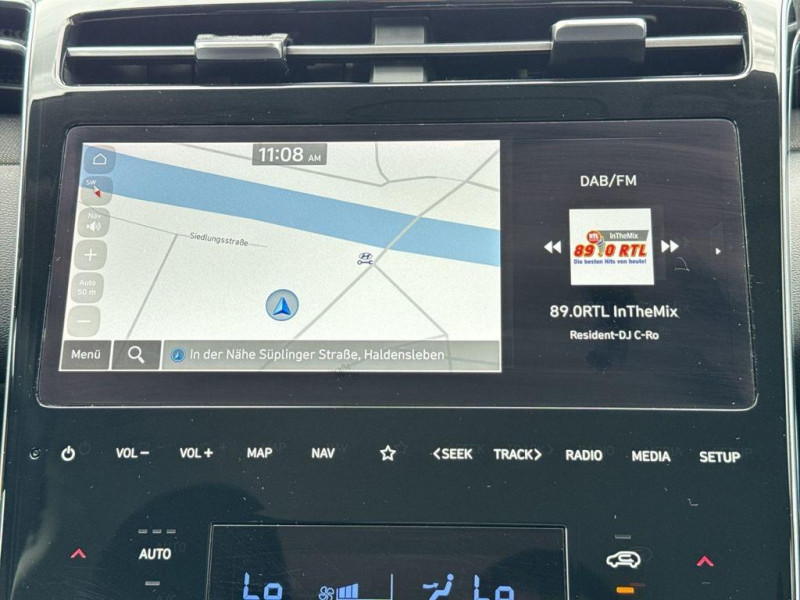 11:08 AM
SW
Nav
Auto
50 m
Siedlungsstraße
Menü
In der Nähe Süplinger Straße, Haldensleben
DAB/FM
RTL InTheMix
89.0 RTL
Die besten Hits von heute!
89.0RTL InTheMix
Resident-DJ C-Ro
VOL− VOL+ MAP NAV <SEEK TRACK> RADIO MEDIA SETUP
AUTO
Lo Lo